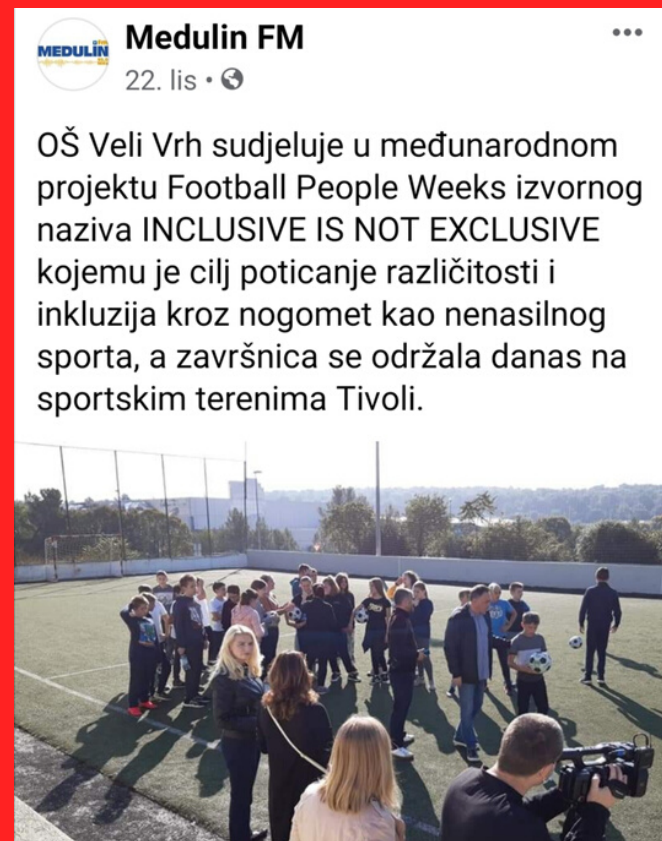 MEDULIN
Medulin FM
22. lis
OŠ Veli Vrh sudjeluje u međunarodnom
projektu Football People Weeks izvornog
naziva INCLUSIVE IS NOT EXCLUSIVE
kojemu je cilj poticanje različitosti i
inkluzija kroz nogomet kao nenasilnog
sporta, a završnica se održala danas na
sportskim terenima Tivoli.